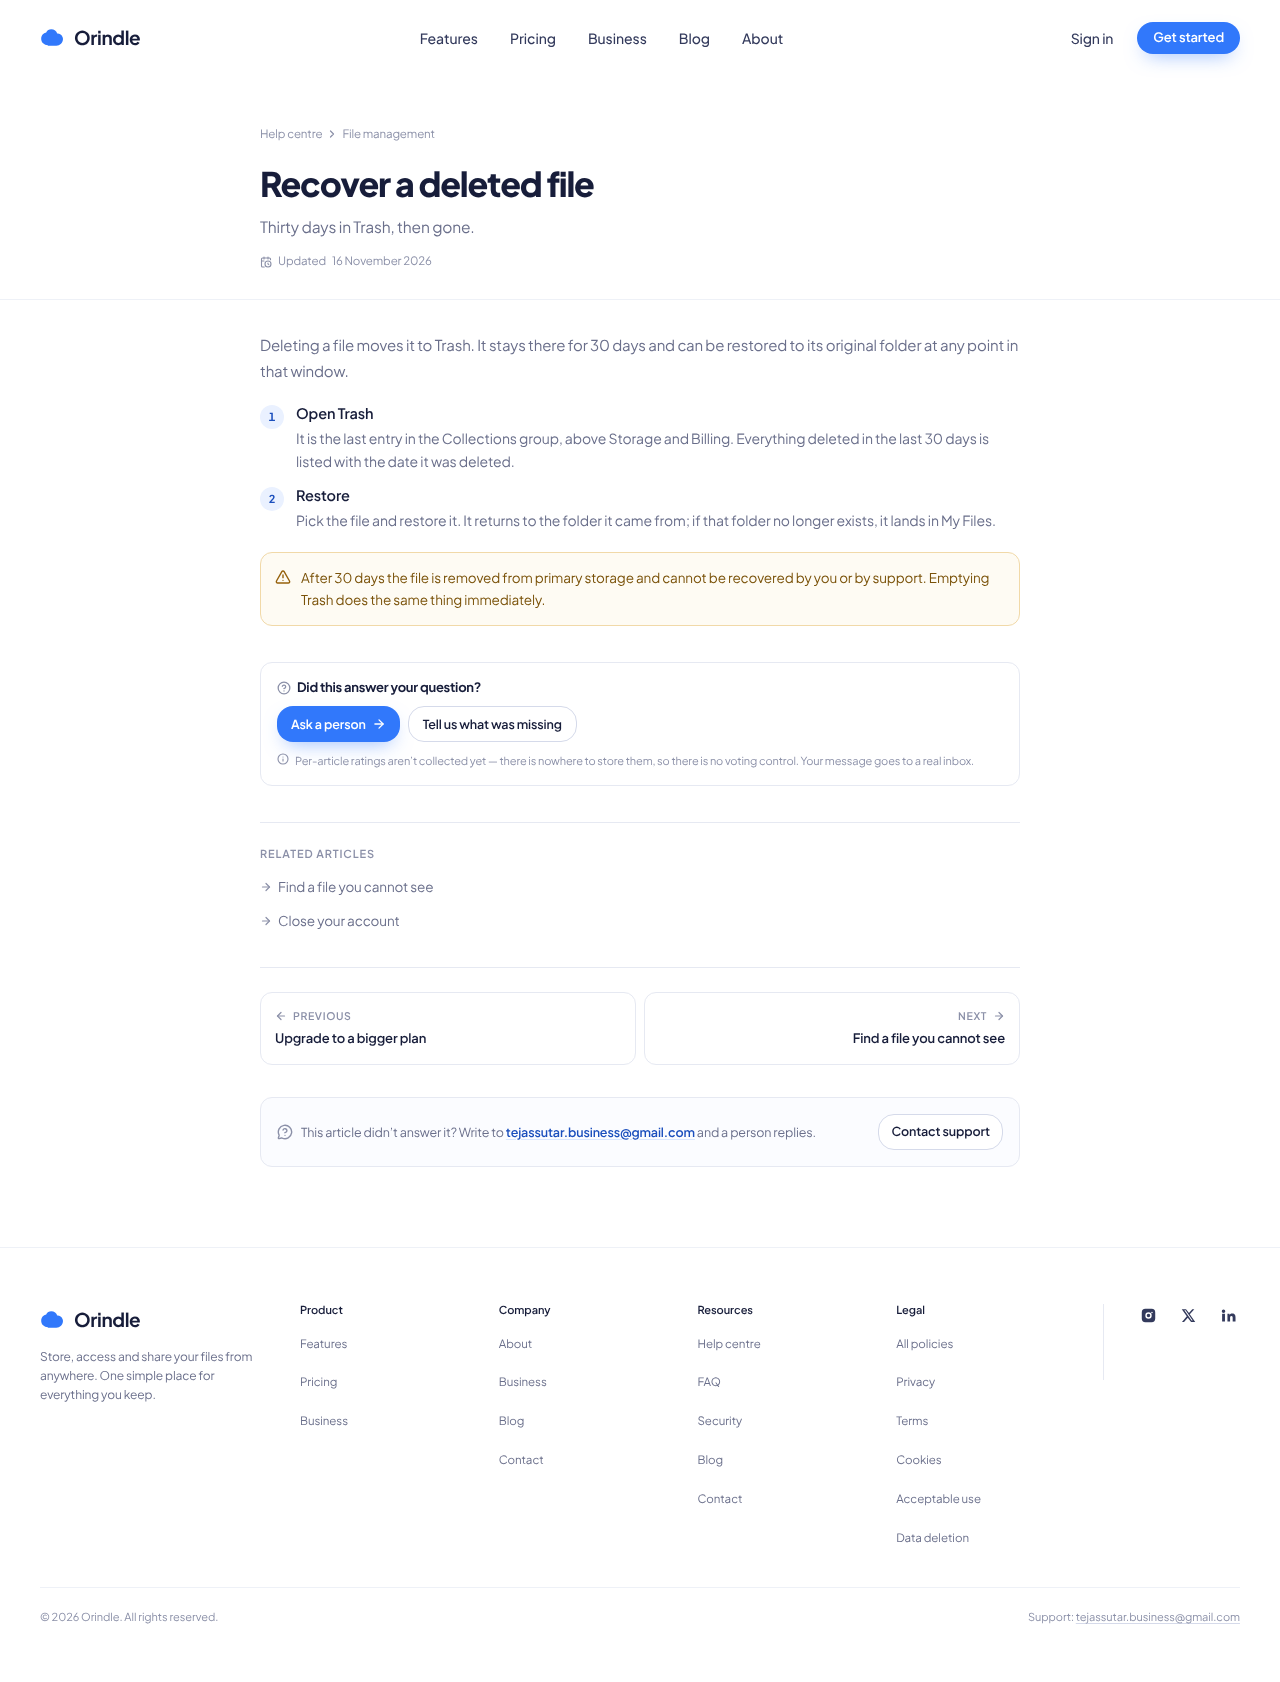 Orindle
Features
Pricing
Business
Blog
About
Sign in
Get started
Help centre
File management
Recover a deleted file
Thirty days in Trash, then gone.
Updated 16 November 2026
Deleting a file moves it to Trash. It stays there for 30 days and can be restored to its original folder at any point in
that window.
1
Open Trash
It is the last entry in the Collections group, above Storage and Billing. Everything deleted in the last 30 days is
listed with the date it was deleted.
2
Restore
Pick the file and restore it. It returns to the folder it came from; if that folder no longer exists, it lands in My Files.
After 30 days the file is removed from primary storage and cannot be recovered by you or by support. Emptying
Trash does the same thing immediately.
Did this answer your question?
Ask a person
Tell us what was missing
Per-article ratings aren't collected yet — there is nowhere to store them, so there is no voting control. Your message goes to a real inbox.
RELATED ARTICLES
Find a file you cannot see
Close your account
PREVIOUS
Upgrade to a bigger plan
NEXT
Find a file you cannot see
This article didn't answer it? Write to tejassutar.business@gmail.com and a person replies.
Contact support
Orindle
Store, access and share your files from
anywhere. One simple place for
everything you keep.
Product
Features
Pricing
Business
Company
About
Business
Blog
Contact
Resources
Help centre
FAQ
Security
Blog
Contact
Legal
All policies
Privacy
Terms
Cookies
Acceptable use
Data deletion
© 2026 Orindle. All rights reserved.
Support: tejassutar.business@gmail.com